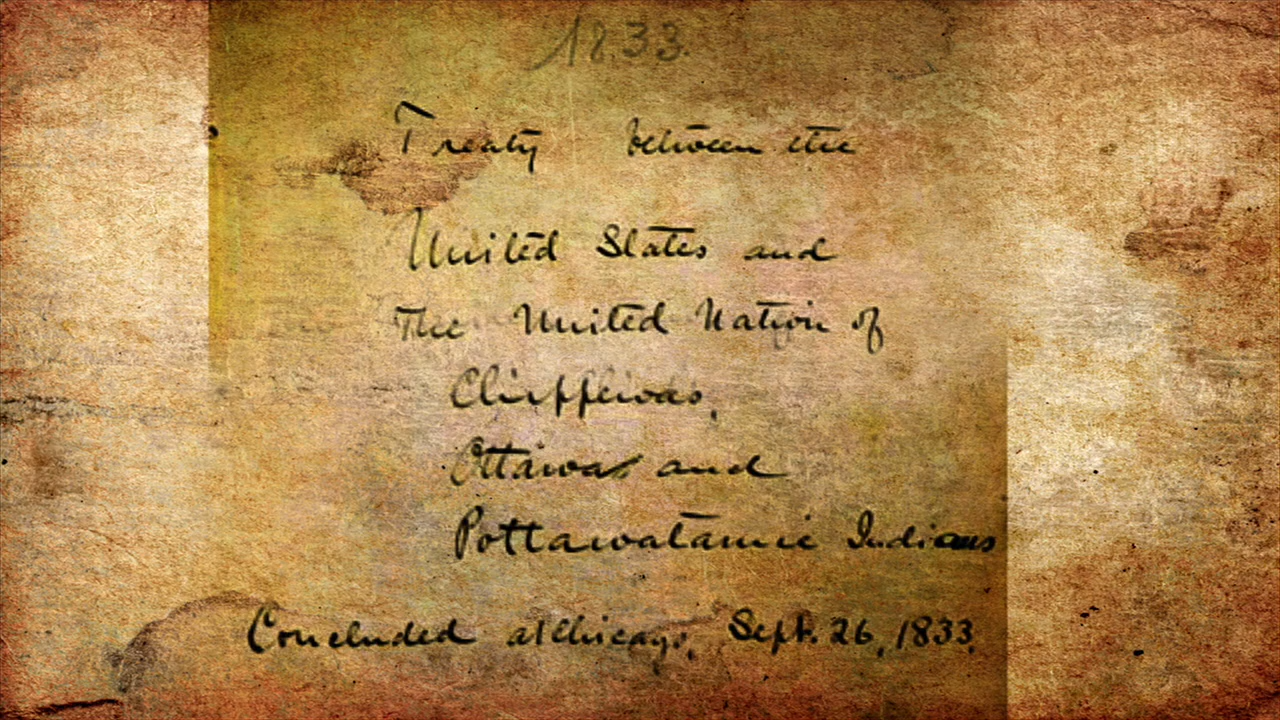 1833.
Treaty between the
United States and
The United Nation of
Chippewas,
Ottawas and
Pottawatamie Indians
Concluded at Chicago, Sept. 26, 1833.